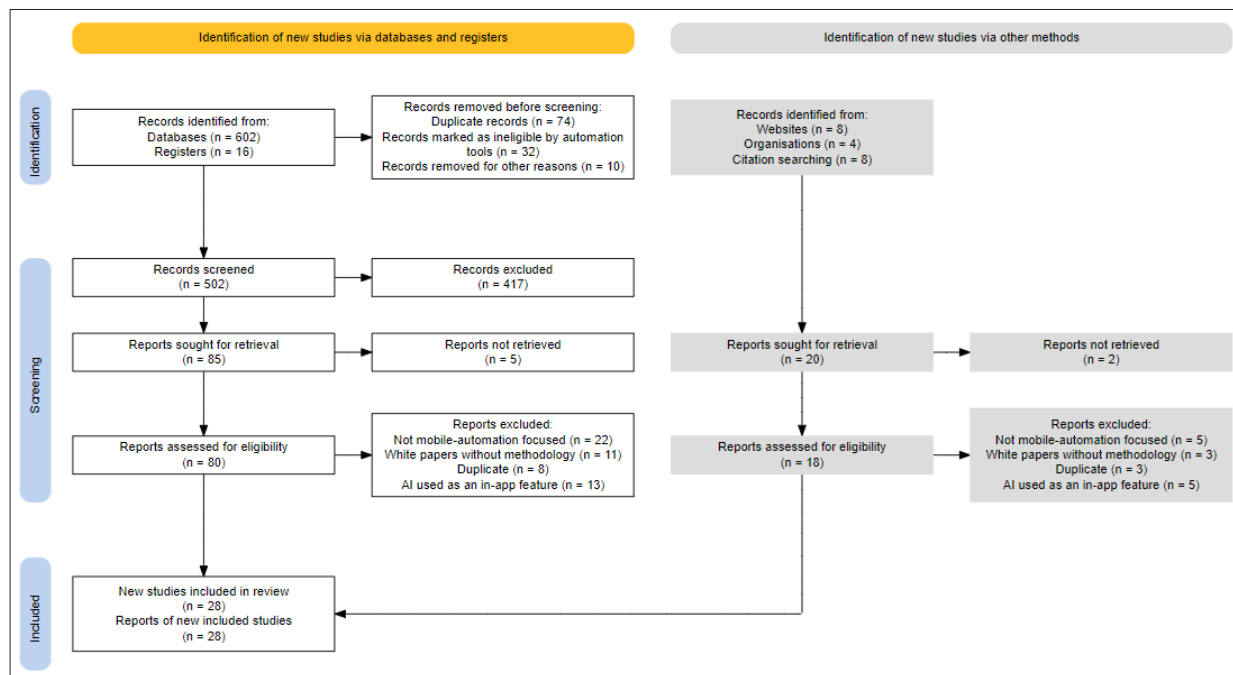 Identification of new studies via databases and registers
Identification of new studies via other methods
Identification
Records identified from:
Databases (n = 602)
Registers (n = 16)
Records removed before screening:
Duplicate records (n = 74)
Records marked as ineligible by automation
tools (n = 32)
Records removed for other reasons (n = 10)
Records identified from:
Websites (n = 8)
Organisations (n = 4)
Citation searching (n = 8)
Screening
Records screened
(n = 502)
Records excluded
(n = 417)
Reports sought for retrieval
(n = 85)
Reports not retrieved
(n = 5)
Reports sought for retrieval
(n = 20)
Reports not retrieved
(n = 2)
Reports assessed for eligibility
(n = 80)
Reports excluded:
Not mobile-automation focused (n = 22)
White papers without methodology (n = 11)
Duplicate (n = 8)
AI used as an in-app feature (n = 13)
Reports assessed for eligibility
(n = 18)
Reports excluded:
Not mobile-automation focused (n = 5)
White papers without methodology (n = 3)
Duplicate (n = 3)
AI used as an in-app feature (n = 5)
Included
New studies included in review
(n = 28)
Reports of new included studies
(n = 28)